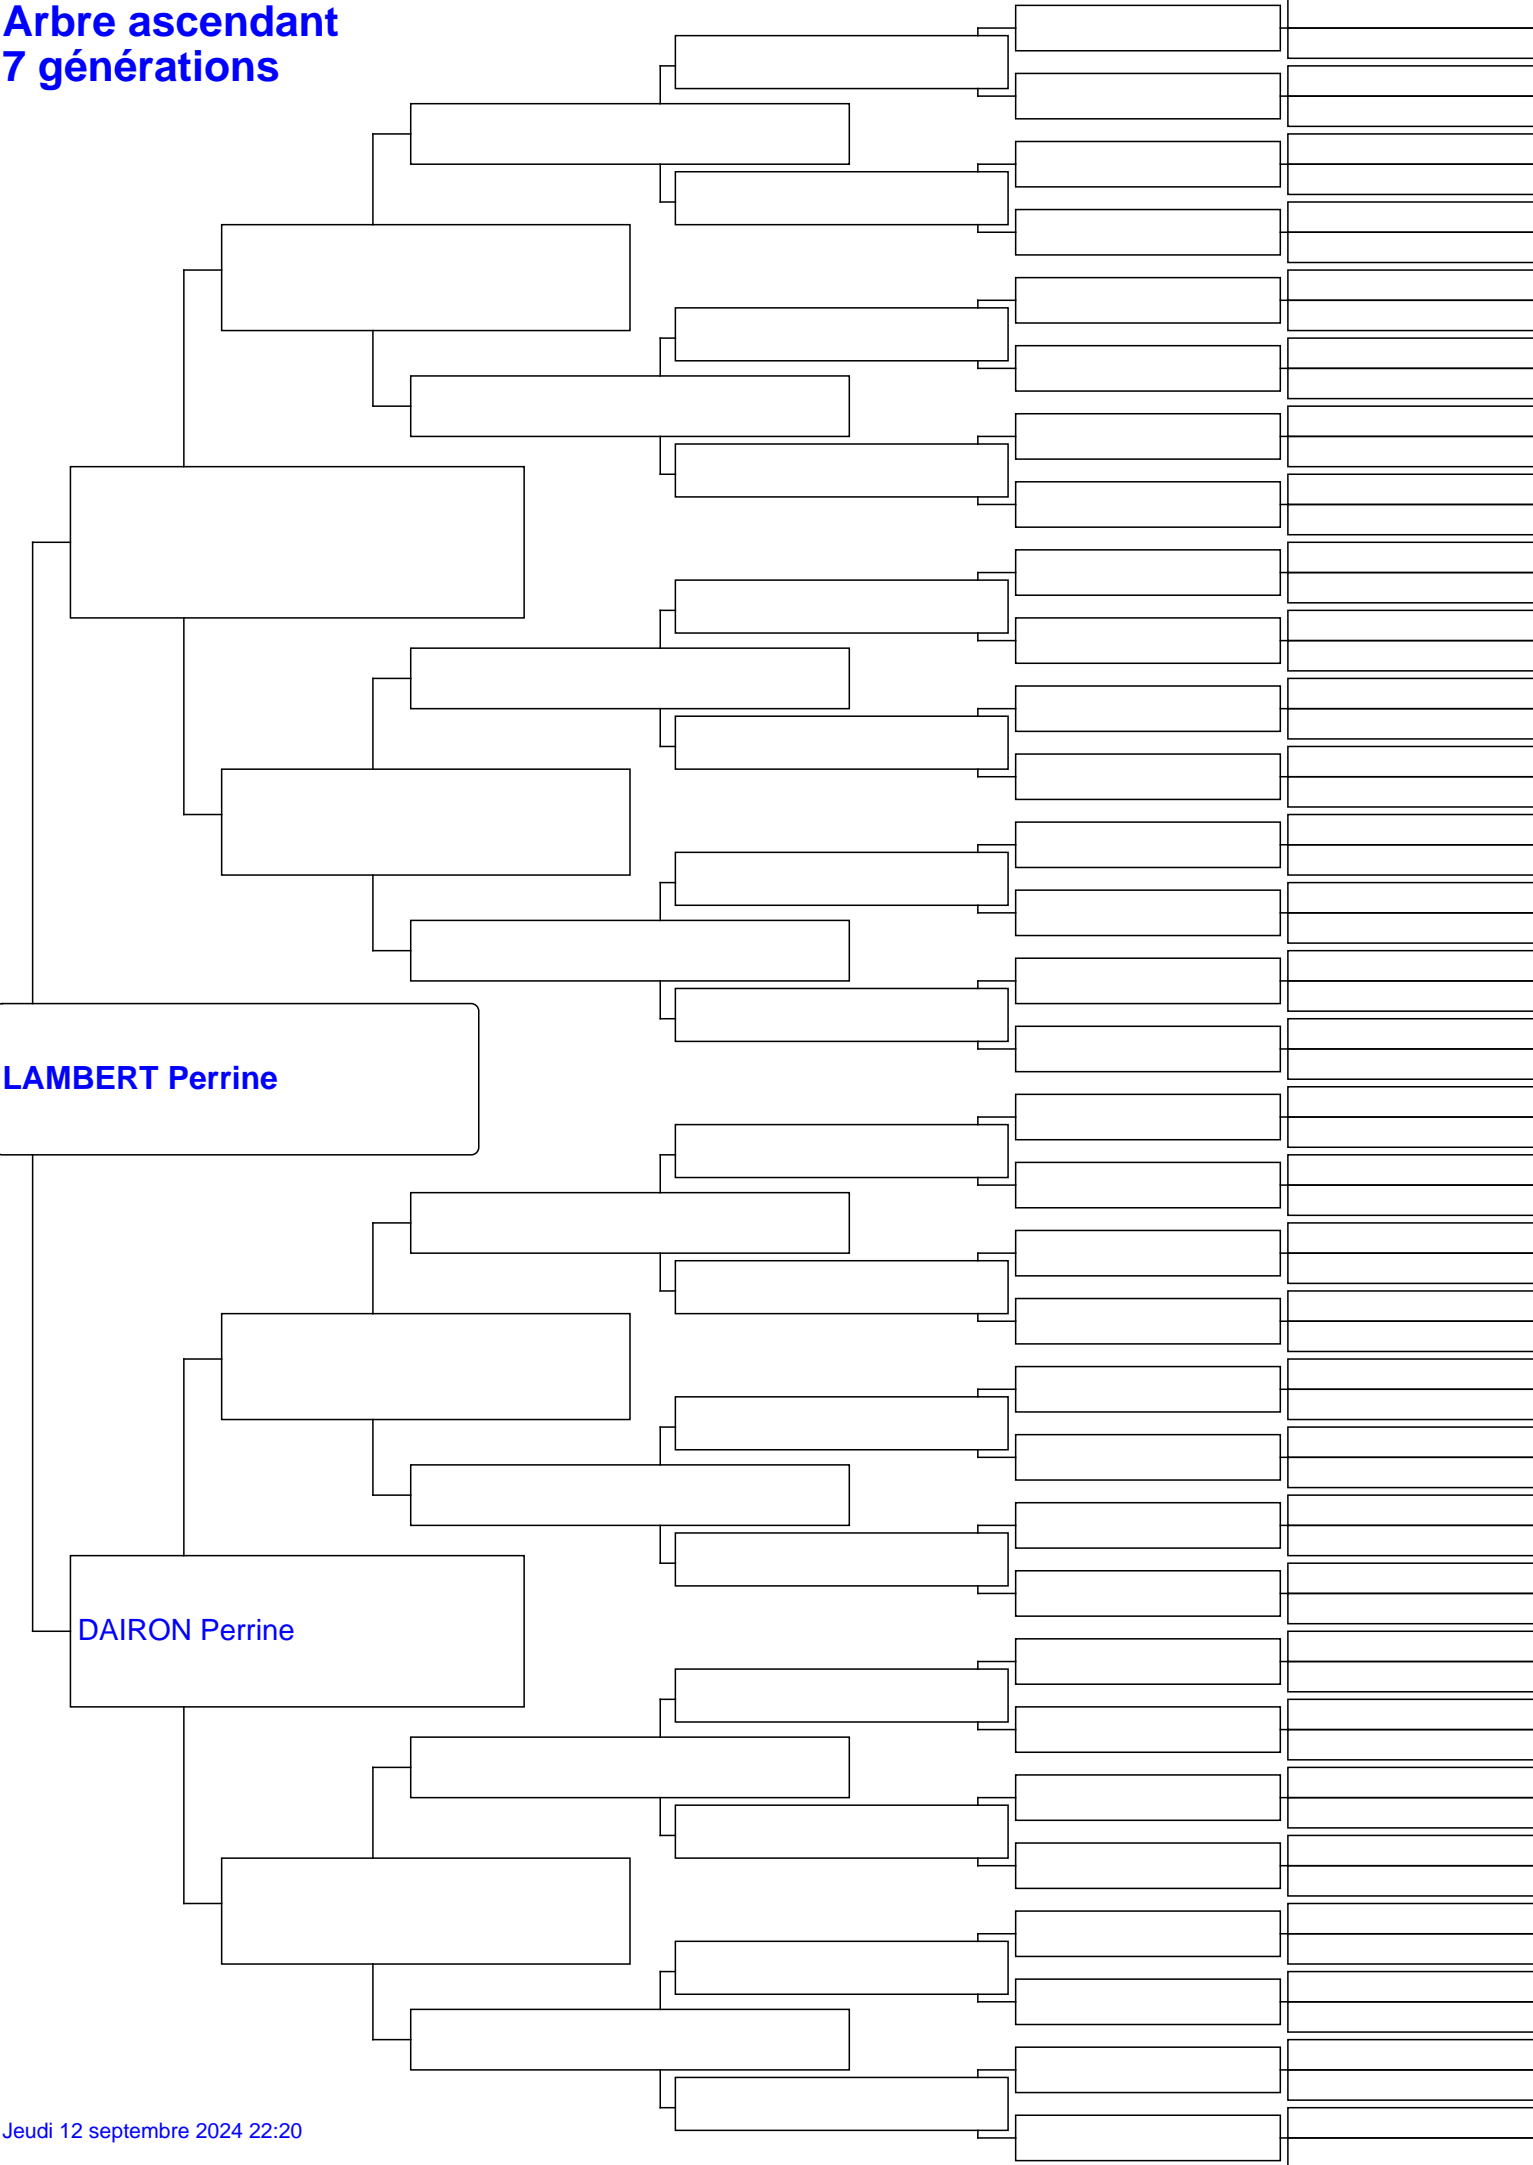 Arbre ascendant
7 générations
LAMBERT Perrine
DAIRON Perrine
Jeudi 12 septembre 2024 22:20